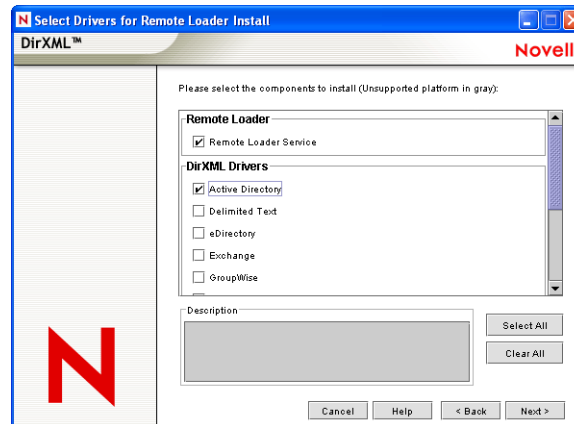 Select Drivers for Remote Loader Install
DirXML™
Novell
Please select the components to install (Unsupported platform in gray):
Remote Loader
Remote Loader Service
DirXML Drivers
Active Directory
Delimited Text
eDirectory
Exchange
GroupWise
Description
Select All
Clear All
Cancel
Help
< Back
Next >